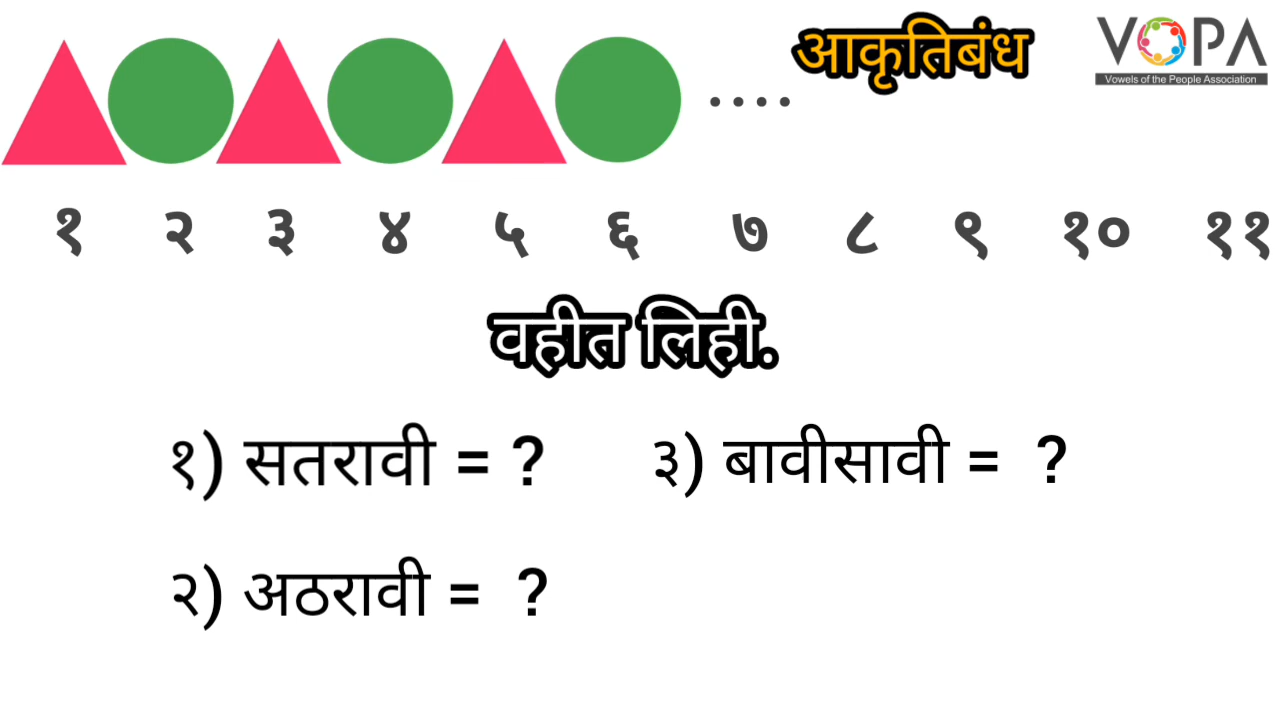 आकृतिबंध
VOPA
Vowels of the People Association
....
१ २ ३ ४ ५ ६ ७ ८ ९ १० ११
वहीत लिही.
१) सतरावी = ?
३) बावीसावी = ?
२) अठरावी = ?